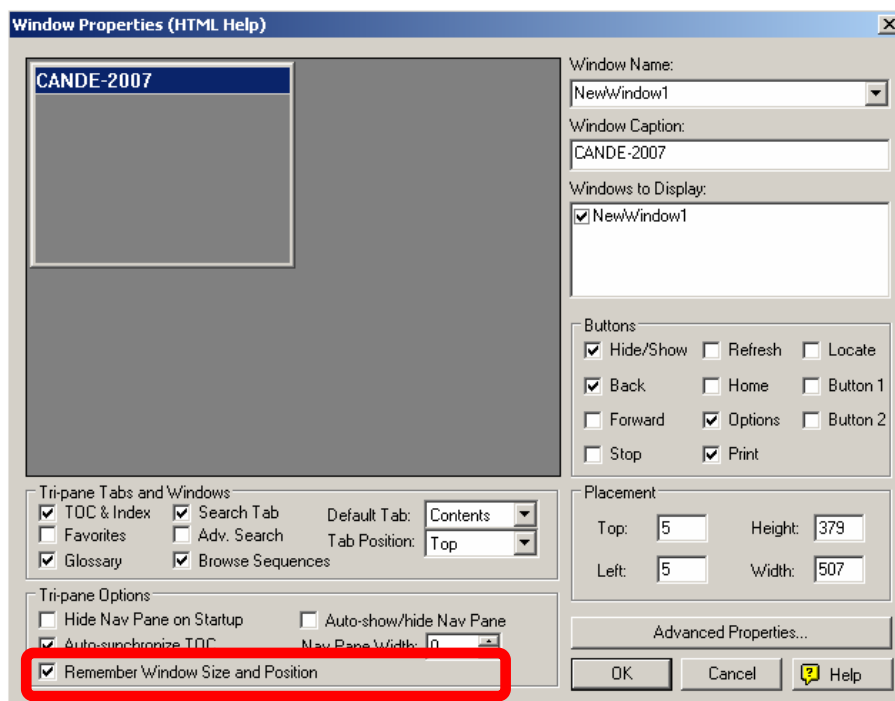 Window Properties (HTML Help)
CANDE-2007
Window Name:
NewWindow1
Window Caption:
CANDE-2007
Windows to Display:
NewWindow1
Buttons
Hide/Show Refresh Locate
Back Home Button 1
Forward Options Button 2
Stop Print
Tri-pane Tabs and Windows
TOC & Index Search Tab Default Tab: Contents
Favorites Adv. Search Tab Position: Top
Glossary Browse Sequences
Placement
Top: 5 Height: 379
Left: 5 Width: 507
Tri-pane Options
Hide Nav Pane on Startup Auto-show/hide Nav Pane
Auto-synchronize TOC Nav Pane Width: 0
Remember Window Size and Position
Advanced Properties...
OK Cancel Help